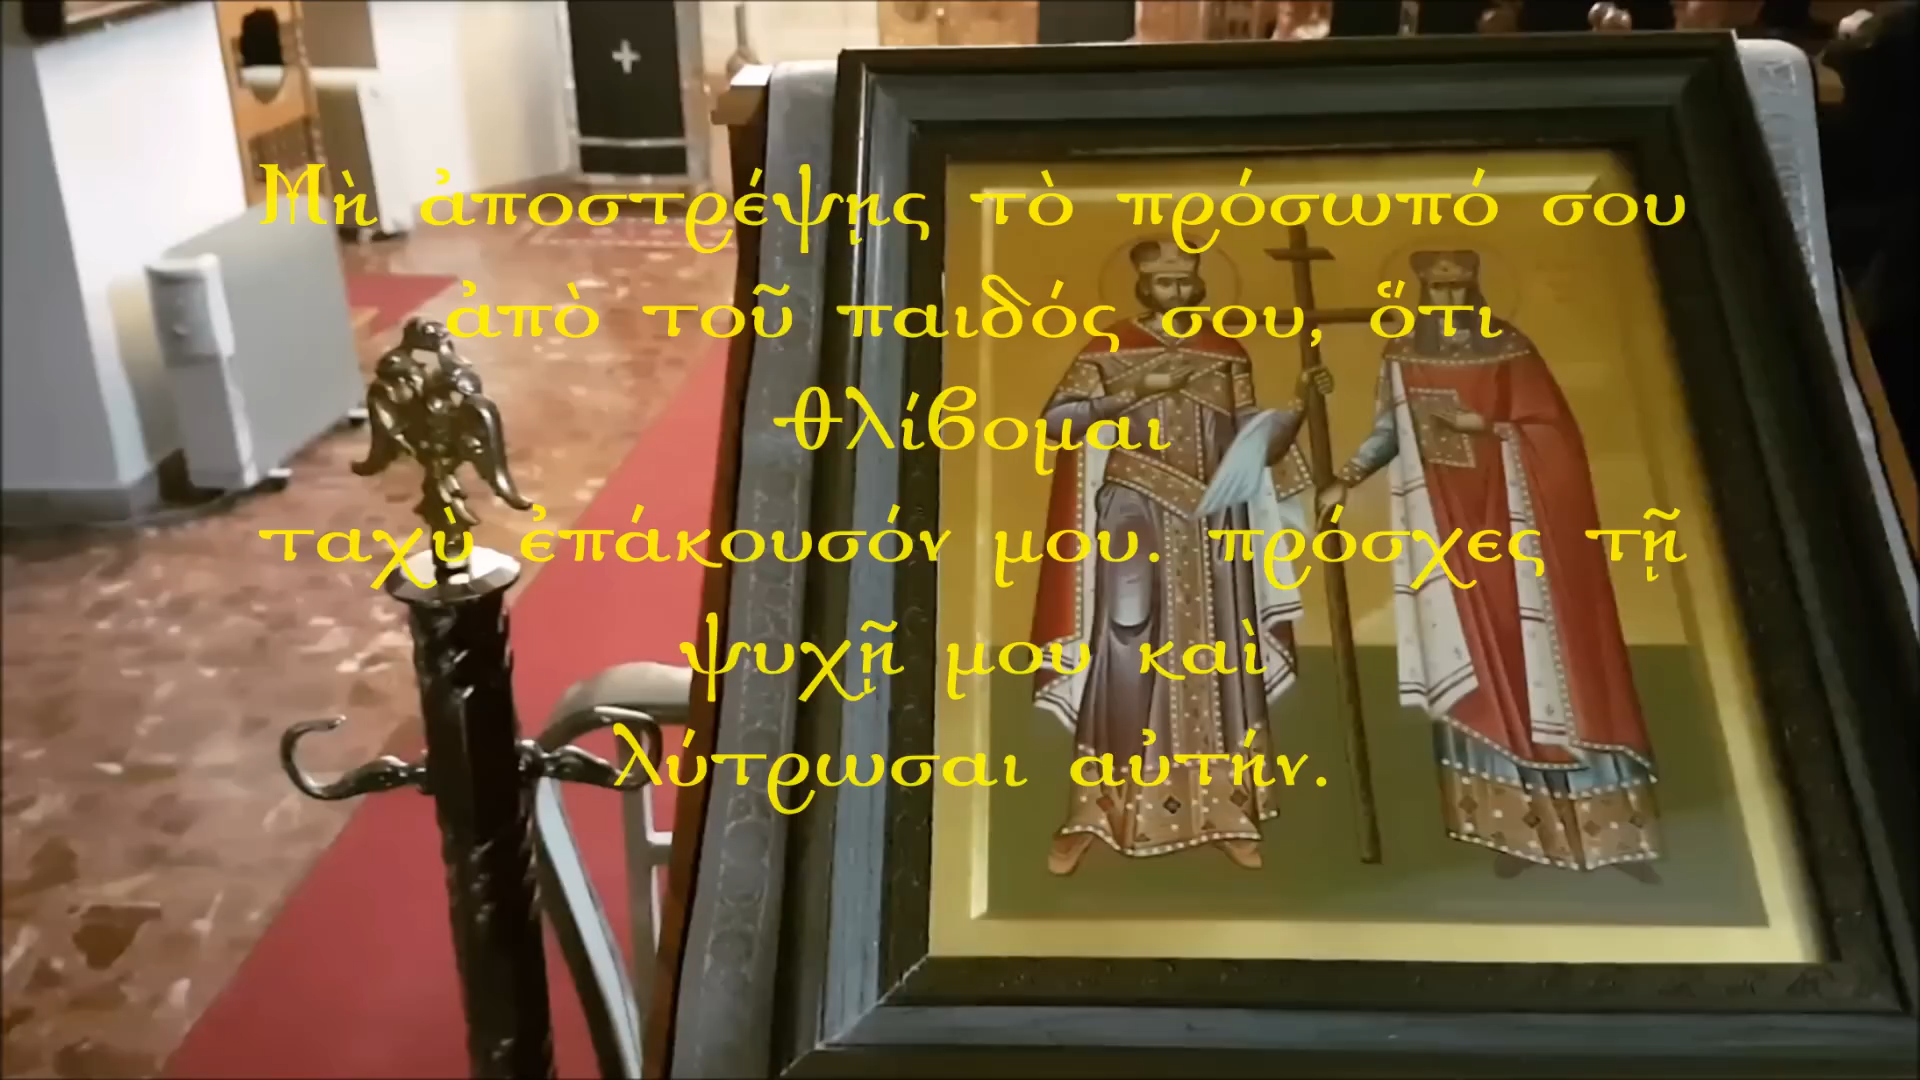 Μὴ ἀποστρέψῃς τὸ πρόσωπό σου
ἀπὸ τοῦ παιδός σου, ὅτι
θλίβομαι
ταχὺ ἐπάκουσόν μου. πρόσχες τῇ
ψυχῇ μου καὶ
λύτρωσαι αὐτήν.